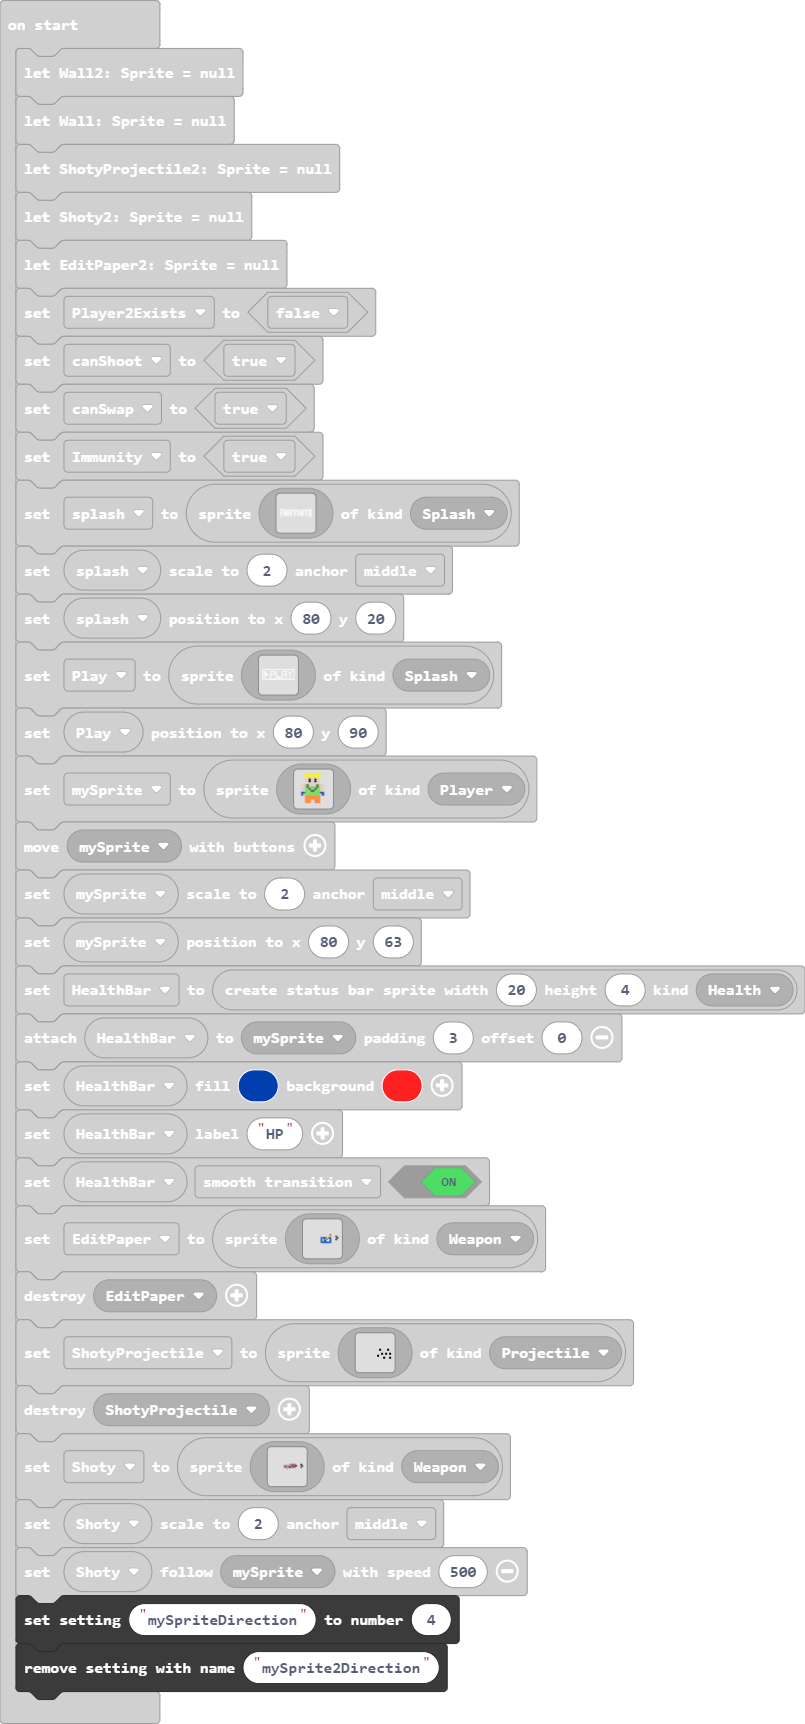 on start
let Wall2: Sprite = null
let Wall: Sprite = null
let ShotyProjectile2: Sprite = null
let Shoty2: Sprite = null
let EditPaper2: Sprite = null
set Player2Exists to false
set canShoot to true
set canSwap to true
set Immunity to true
set splash to sprite FORTNITE of kind Splash
set splash scale to 2 anchor middle
set splash position to x 80 y 20
set Play to sprite PLAY of kind Splash
set Play position to x 80 y 90
set mySprite to sprite of kind Player
move mySprite with buttons
set mySprite scale to 2 anchor middle
set mySprite position to x 80 y 63
set HealthBar to create status bar sprite width 20 height 4 kind Health
attach HealthBar to mySprite padding 3 offset 0
set HealthBar fill background
set HealthBar label "HP"
set HealthBar smooth transition ON
set EditPaper to sprite of kind Weapon
destroy EditPaper
set ShotyProjectile to sprite of kind Projectile
destroy ShotyProjectile
set Shoty to sprite of kind Weapon
set Shoty scale to 2 anchor middle
set Shoty follow mySprite with speed 500
set setting "mySpriteDirection" to number 4
remove setting with name "mySprite2Direction"